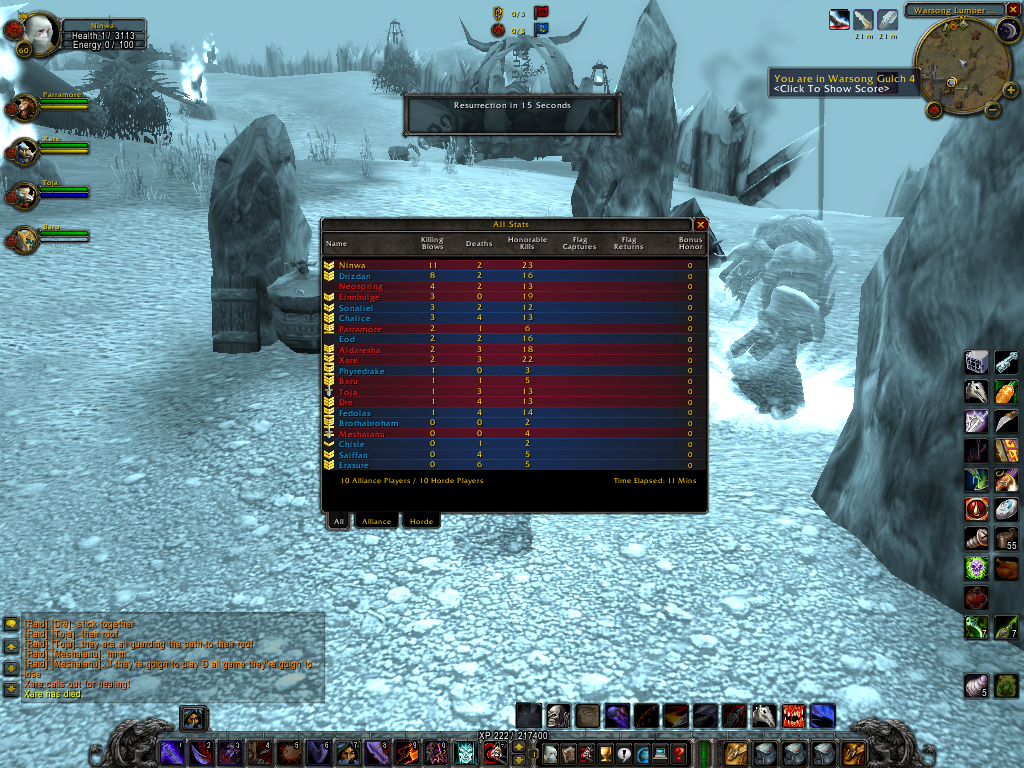 Ninwa
Health 1 / 3113
Energy 0 / 100
60
Parramore
Xare
Toja
Baru
0/3
0/3
Resurrection in 15 Seconds
21 m 21 m
Warsong Lumber ...
You are in Warsong Gulch 4
<Click To Show Score>
All Stats
Name Killing Blows Deaths Honorable Kills Flag Captures Flag Returns Bonus Honor
Ninwa 11 2 23 0
Drizdan 8 2 16 0
Neospring 4 2 13 0
Einnbulge 3 0 19 0
Sonaliel 3 2 12 0
Chalice 3 4 13 0
Parramore 2 1 6 0
Eod 2 2 16 0
Aldaresha 2 3 18 0
Xare 2 3 22 0
Phyredrake 1 0 3 0
Baru 1 1 5 0
Toja 1 3 13 0
Dre 1 4 13 0
Fedolas 1 4 14 0
Brothabroham 0 0 2 0
Meshalanu 0 0 4 0
Chisle 0 1 2 0
Saiffan 0 4 5 0
Erasure 0 6 5 0
10 Alliance Players / 10 Horde Players Time Elapsed: 11 Mins
All Alliance Horde
55
7 7
5
[Raid] [Dre]: stick together
[Raid] [Toja]: their roof
[Raid] [Toja]: they are all guarding the path to their roof
[Raid] [Meshalanu]: hmm
[Raid] [Meshalanu]: I they're goign to play D all game they're goign to
lose
Xare calls out for healing!
Xare has died.
XP 222 / 217400